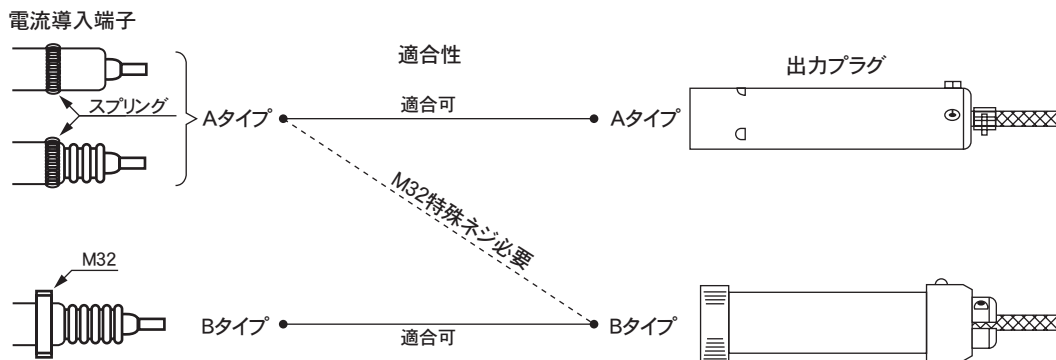 電流導入端子
適合性
出力プラグ
スプリング
Aタイプ
適合可
Aタイプ
M32特殊ネジ必要
M32
Bタイプ
適合可
Bタイプ